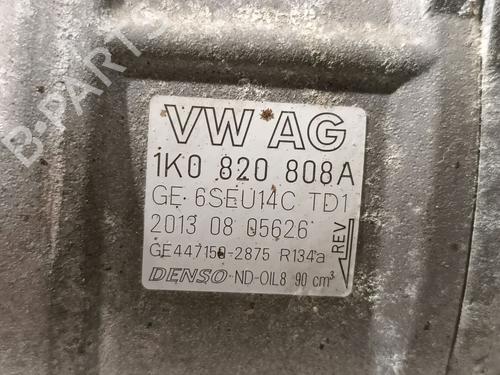 B-PARTS
VW AG
1K0 820 808A
GE 6SEU14C TD1
2013 08 05626
GE447150-2875 R134a
DENSO ND-OIL8 90 cm³
REV